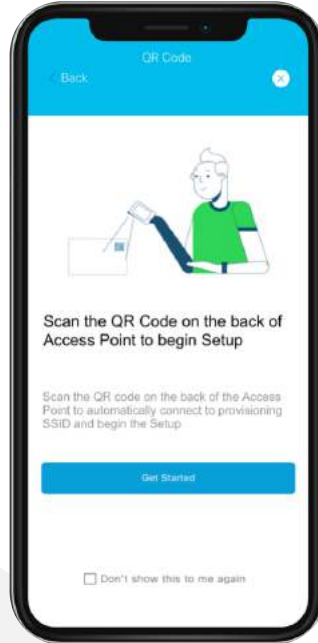 QR Code
Back
Scan the QR Code on the back of
Access Point to begin Setup
Scan the QR code on the back of the Access
Point to automatically connect to provisioning
SSID and begin the Setup
Get Started
Don't show this to me again